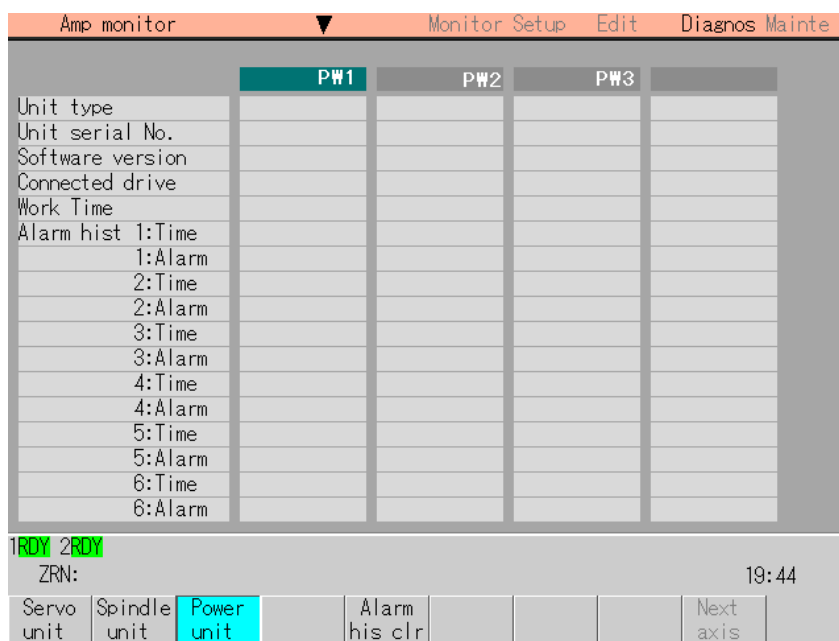 Amp monitor ▼ Monitor Setup Edit Diagnos Mainte
PW1 PW2 PW3
Unit type
Unit serial No.
Software version
Connected drive
Work Time
Alarm hist 1:Time
1:Alarm
2:Time
2:Alarm
3:Time
3:Alarm
4:Time
4:Alarm
5:Time
5:Alarm
6:Time
6:Alarm
1RDY 2RDY
ZRN: 19:44
Servo Spindle Power Alarm Next
unit unit unit his clr axis